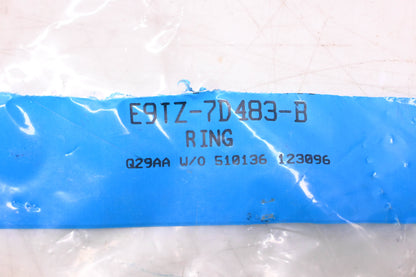 E9TZ-7D483-B
RING
Q29AA W/O 510136 123096